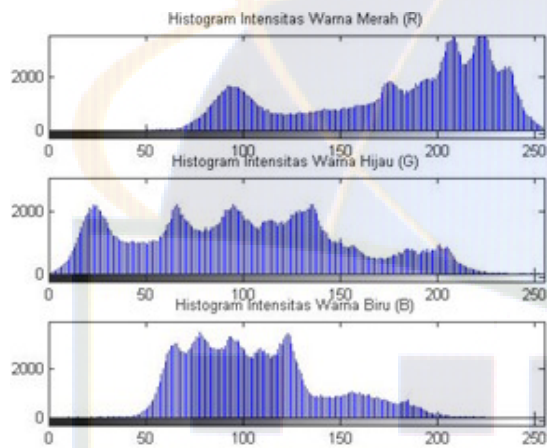 Histogram Intensitas Warna Merah (R)
2000
0
0 50 100 150 200 250
Histogram Intensitas Warna Hijau (G)
2000
0
0 50 100 150 200 250
Histogram Intensitas Warna Biru (B)
2000
0
0 50 100 150 200 250